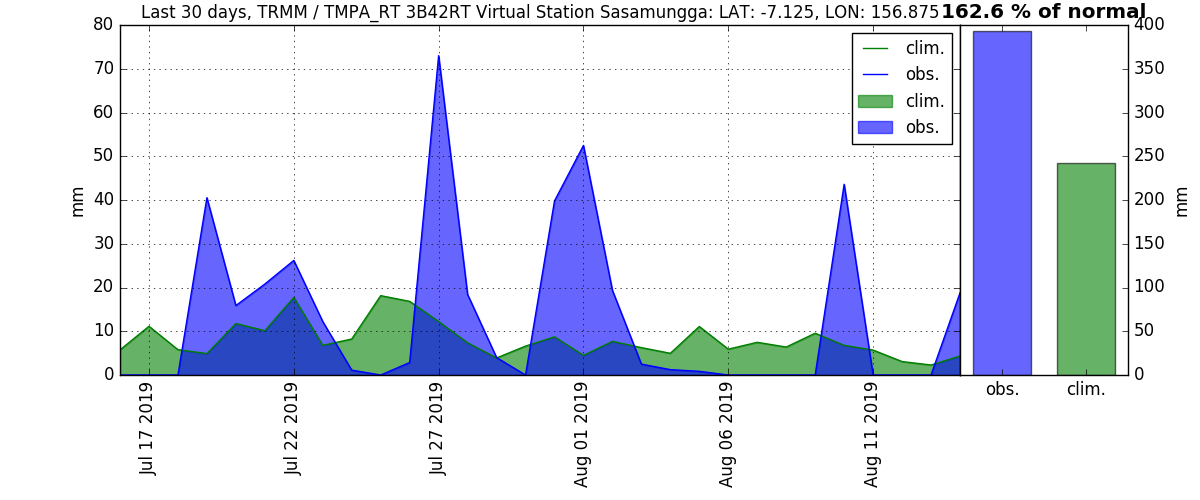 Last 30 days, TRMM / TMPA_RT 3B42RT Virtual Station Sasamungga: LAT: -7.125, LON: 156.875
162.6 % of normal
80
70
60
50
40
30
20
10
0
mm
clim.
obs.
clim.
obs.
Jul 17 2019
Jul 22 2019
Jul 27 2019
Aug 01 2019
Aug 06 2019
Aug 11 2019
400
350
300
250
200
150
100
50
0
mm
obs.
clim.